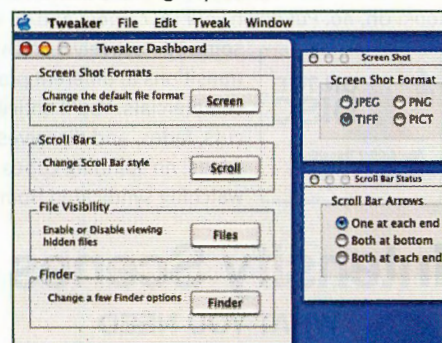 Tweaker File Edit Tweak Window
Tweaker Dashboard
Screen Shot Formats
Change the default file format
for screen shots
Screen
Scroll Bars
Change Scroll Bar style
Scroll
File Visibility
Enable or Disable viewing
hidden files
Files
Finder
Change a few Finder options
Finder
Screen Shot
Screen Shot Format
JPEG PNG
TIFF PICT
Scroll Bar Status
Scroll Bar Arrows
One at each end
Both at bottom
Both at each end